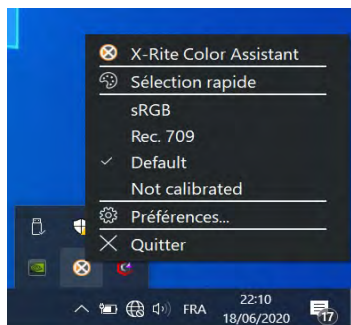 X-Rite Color Assistant
Sélection rapide
sRGB
Rec. 709
Default
Not calibrated
Préférences...
Quitter
FRA
22:10
18/06/2020
17